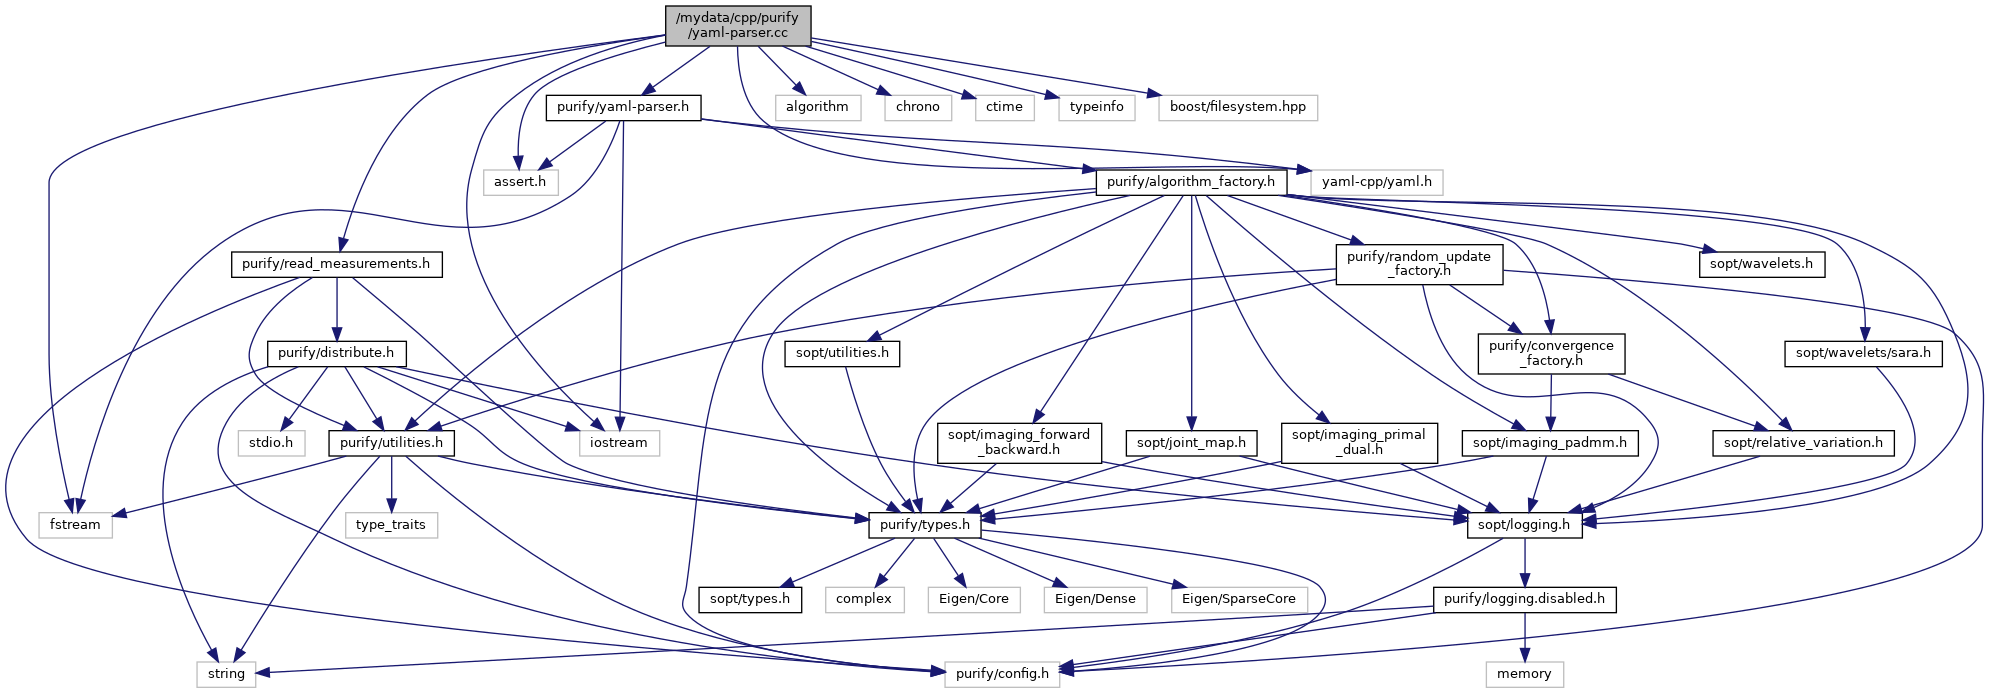 /mydata/cpp/purify
/yaml-parser.cc
purify/yaml-parser.h
algorithm
chrono
ctime
typeinfo
boost/filesystem.hpp
assert.h
purify/algorithm_factory.h
yaml-cpp/yaml.h
purify/read_measurements.h
purify/random_update
_factory.h
sopt/wavelets.h
purify/distribute.h
sopt/utilities.h
purify/convergence
_factory.h
sopt/wavelets/sara.h
stdio.h
purify/utilities.h
iostream
sopt/imaging_forward
_backward.h
sopt/joint_map.h
sopt/imaging_primal
_dual.h
sopt/imaging_padmm.h
sopt/relative_variation.h
fstream
type_traits
purify/types.h
sopt/logging.h
sopt/types.h
complex
Eigen/Core
Eigen/Dense
Eigen/SparseCore
purify/logging.disabled.h
string
purify/config.h
memory